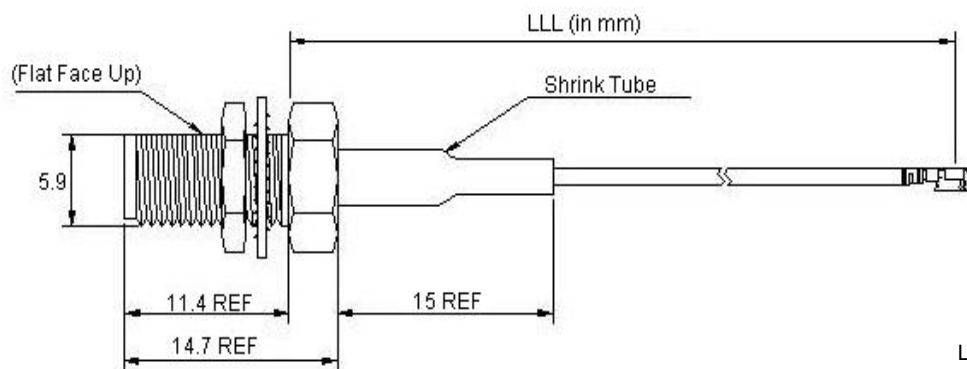 LLL (in mm)
(Flat Face Up)
Shrink Tube
5.9
11.4 REF
15 REF
14.7 REF
L